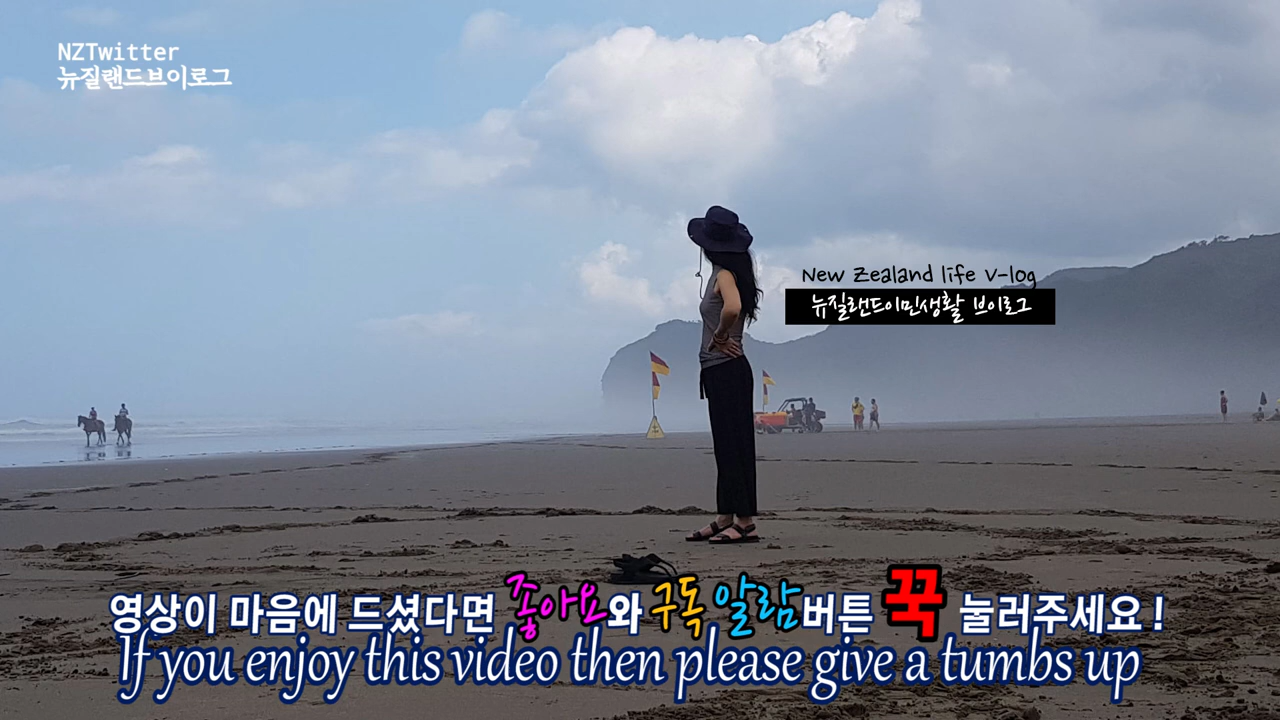 NZTwitter
뉴질랜드브이로그
New Zealand life V-log
뉴질랜드이민생활 브이로그
영상이 마음에 드셨다면 좋아요와 구독 알람버튼 꾹 눌러주세요 !
If you enjoy this video then please give a tumbs up